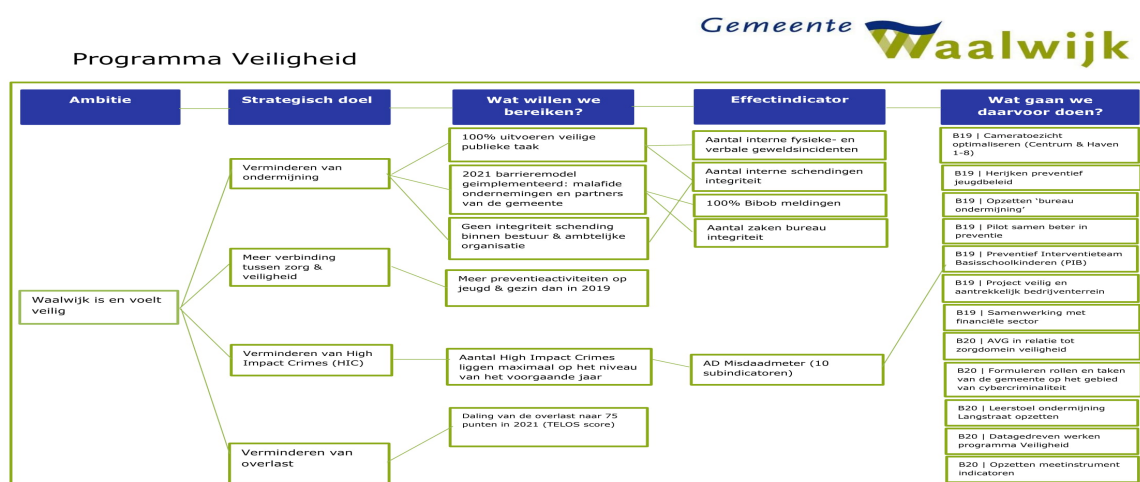 Gemeente
Waalwijk
Programma Veiligheid
Ambitie
Strategisch doel
Wat willen we
bereiken?
Effectindicator
Wat gaan we
daarvoor doen?
Waalwijk is en voelt
veilig
Verminderen van
ondermijning
Meer verbinding
tussen zorg &
veiligheid
Verminderen van High
Impact Crimes (HIC)
Verminderen van
overlast
100% uitvoeren veilige
publieke taak
2021 barrieremodel
geimplementeerd: malafide
ondernemingen en partners
van de gemeente
Geen integriteit schending
binnen bestuur & ambtelijke
organisatie
Meer preventieactiviteiten op
jeugd & gezin dan in 2019
Aantal High Impact Crimes
liggen maximaal op het niveau
van het voorgaande jaar
Daling van de overlast naar 75
punten in 2021 (TELOS score)
Aantal interne fysieke- en
verbale geweldsincidenten
Aantal interne schendingen
integriteit
100% Bibob meldingen
Aantal zaken bureau
integriteit
AD Misdaadmeter (10
subindicatoren)
B19 | Cameratoezicht
optimaliseren (Centrum & Haven
1-8)
B19 | Herijken preventief
jeugdbeleid
B19 | Opzetten 'bureau
ondermijning'
B19 | Pilot samen beter in
preventie
B19 | Preventief Interventieteam
Basisschoolkinderen (PIB)
B19 | Project veilig en
aantrekkelijk bedrijventerrein
B19 | Samenwerking met
financiële sector
B20 | AVG in relatie tot
zorgdomein veiligheid
B20 | Formuleren rollen en taken
van de gemeente op het gebied
van cybercriminaliteit
B20 | Leerstoel ondermijning
Langstraat opzetten
B20 | Datagedreven werken
programma Veiligheid
B20 | Opzetten meetinstrument
indicatoren